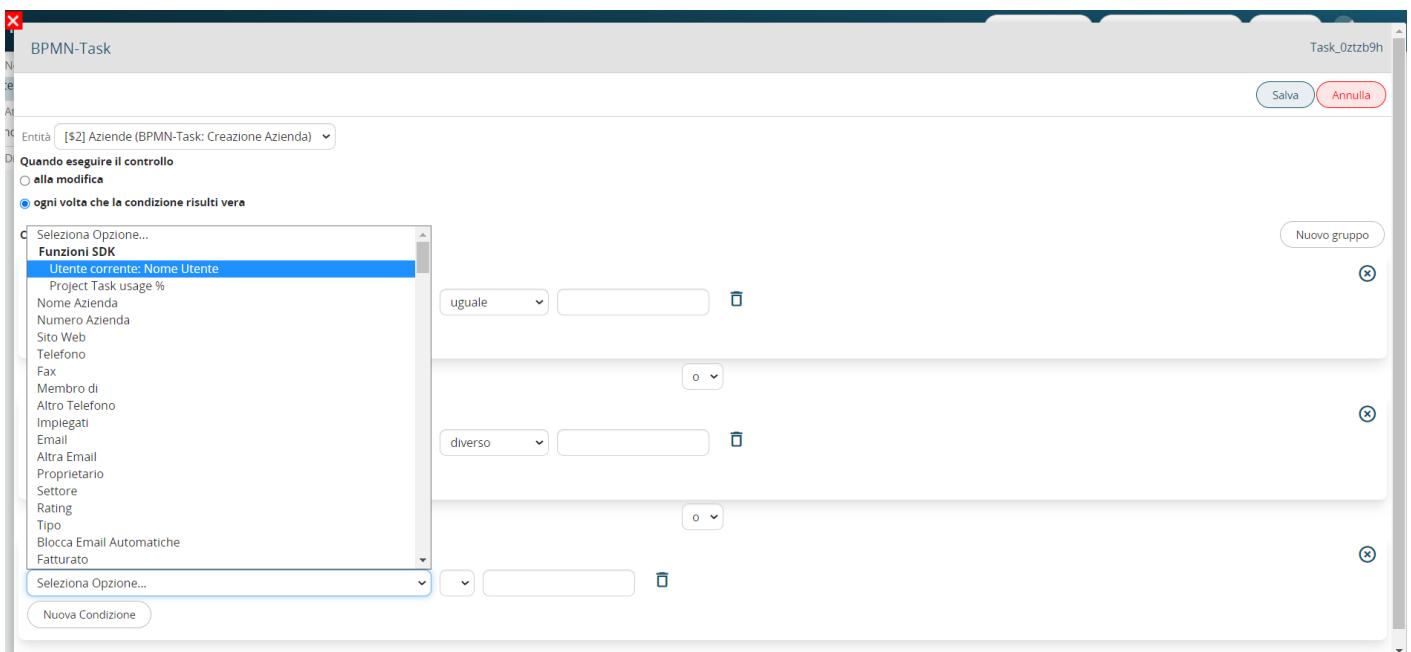 BPMN-Task
Task_0ztzb9h
Salva
Annulla
Entità
[$2] Aziende (BPMN-Task: Creazione Azienda)
Quando eseguire il controllo
alla modifica
ogni volta che la condizione risulti vera
Nuovo gruppo
Seleziona Opzione...
Funzioni SDK
Utente corrente: Nome Utente
Project Task usage %
Nome Azienda
Numero Azienda
Sito Web
Telefono
Fax
Membro di
Altro Telefono
Impiegati
Email
Altra Email
Proprietario
Settore
Rating
Tipo
Blocca Email Automatiche
Fatturato
uguale
o
diverso
o
Seleziona Opzione...
Nuova Condizione